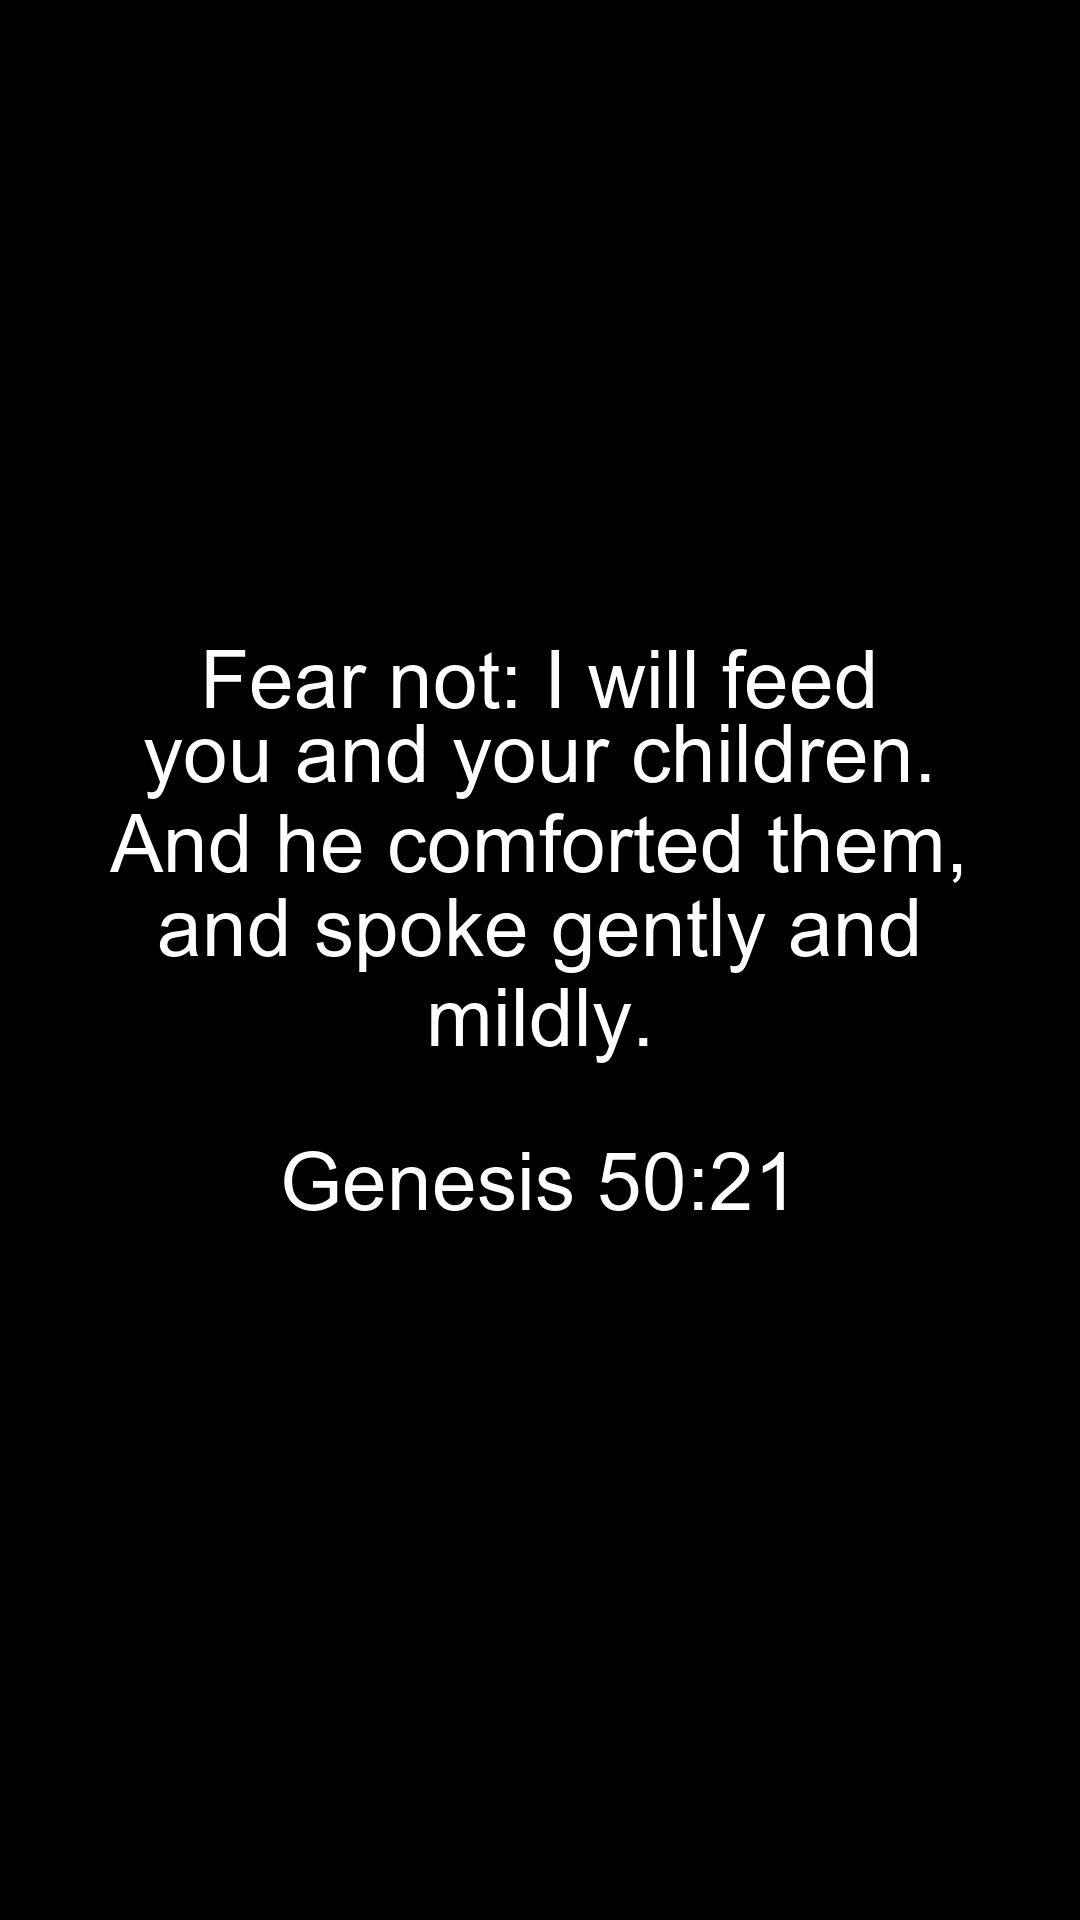 Fear not: I will feed
you and your children.
And he comforted them,
and spoke gently and
mildly.
Genesis 50:21